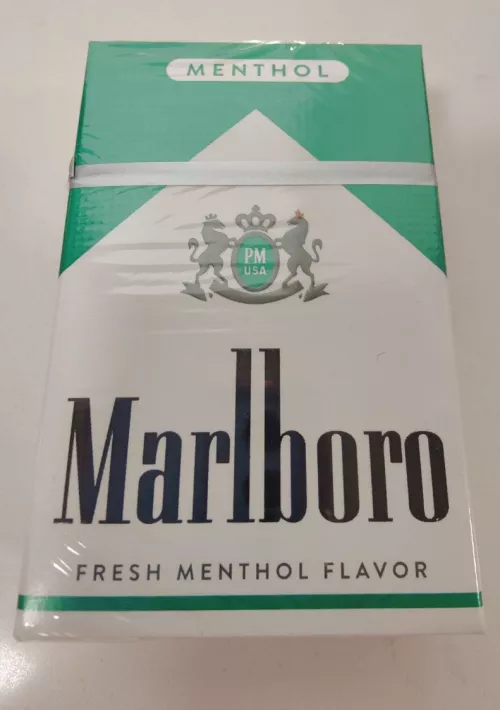 MENTHOL
PM
USA
Marlboro
FRESH MENTHOL FLAVOR